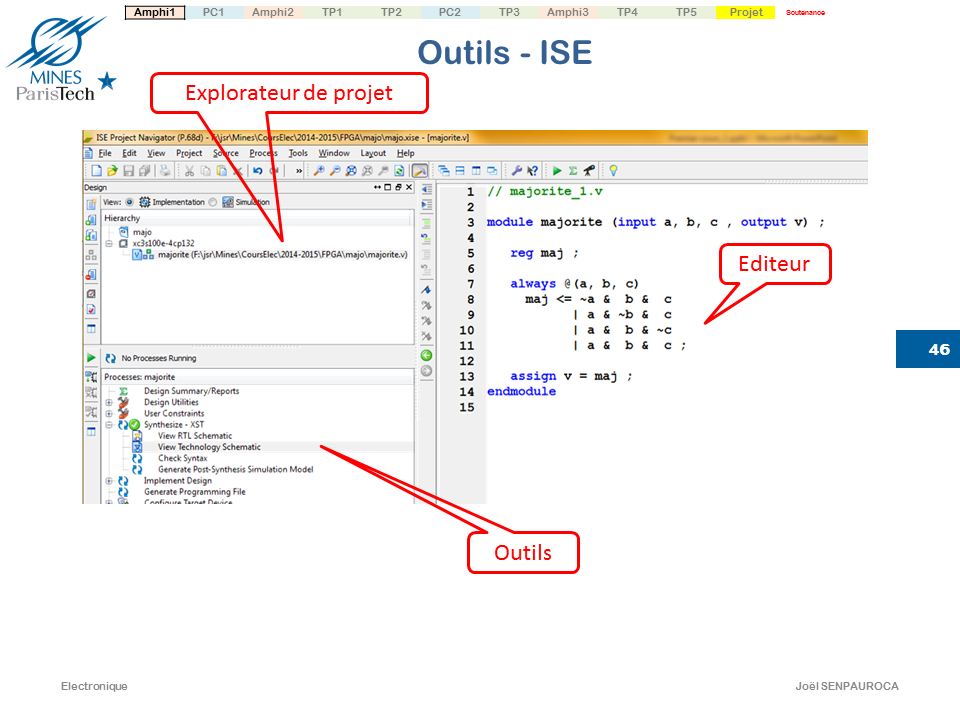 Amphi1 PC1 Amphi2 TP1 TP2 PC2 TP3 Amphi3 TP4 TP5 Projet Soutenance
MINES
ParisTech
Outils - ISE
Explorateur de projet
ISE Project Navigator (P.68d) - F:\jsr\Mines\CoursElec\2014-2015\FPGA\majo\majo.xise - [majorite.v]
File Edit View Project Source Process Tools Window Layout Help
Design
View: Implementation Simulation
Hierarchy
majo
xc3s100e-4cp132
majorite (F:\jsr\Mines\CoursElec\2014-2015\FPGA\majo\majorite.v)
No Processes Running
Processes: majorite
Design Summary/Reports
Design Utilities
User Constraints
Synthesize - XST
View RTL Schematic
View Technology Schematic
Check Syntax
Generate Post-Synthesis Simulation Model
Implement Design
Generate Programming File
Configure Target Device
1 // majorite_1.v
2
3 module majorite (input a, b, c , output v) ;
4
5 reg maj ;
6
7 always @(a, b, c)
8 maj <= ~a & b & c
9 | a & ~b & c
10 | a & b & ~c
11 | a & b & c ;
12
13 assign v = maj ;
14 endmodule
15
Editeur
46
Outils
Electronique
Joël SENPAUROCA